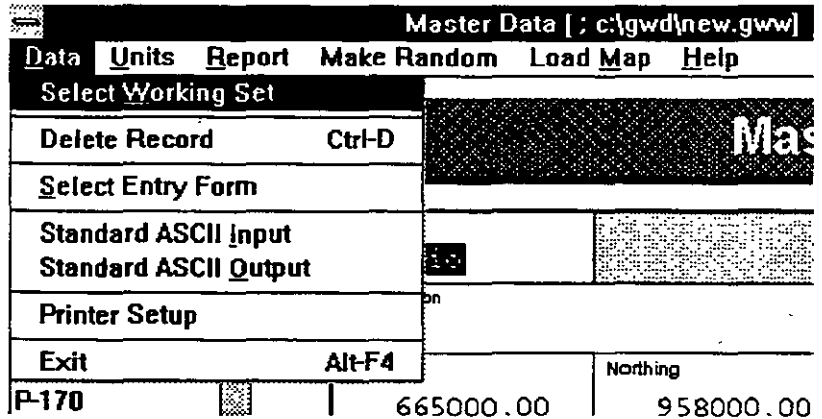 Master Data [ ; c:\gwd\new.gww]
Data Units Report Make Random Load Map Help
Select Working Set
Delete Record Ctrl-D
Select Entry Form
Standard ASCII Input
Standard ASCII Output
Printer Setup
Exit Alt-F4
Northing
P-170 665000.00 958000.00